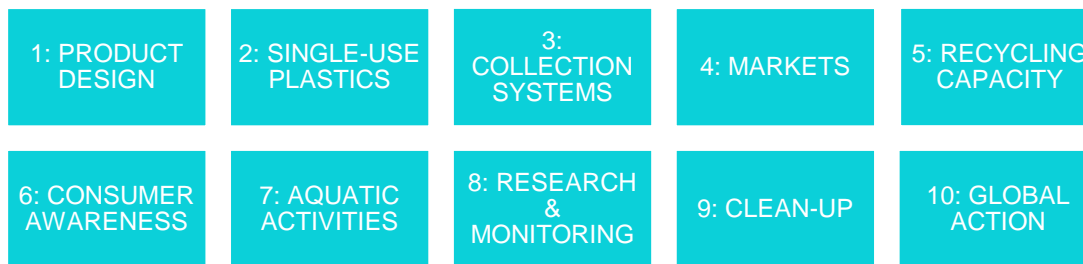 1: PRODUCT
DESIGN
2: SINGLE-USE
PLASTICS
3:
COLLECTION
SYSTEMS
4: MARKETS
5: RECYCLING
CAPACITY
6: CONSUMER
AWARENESS
7: AQUATIC
ACTIVITIES
8: RESEARCH
&
MONITORING
9: CLEAN-UP
10: GLOBAL
ACTION